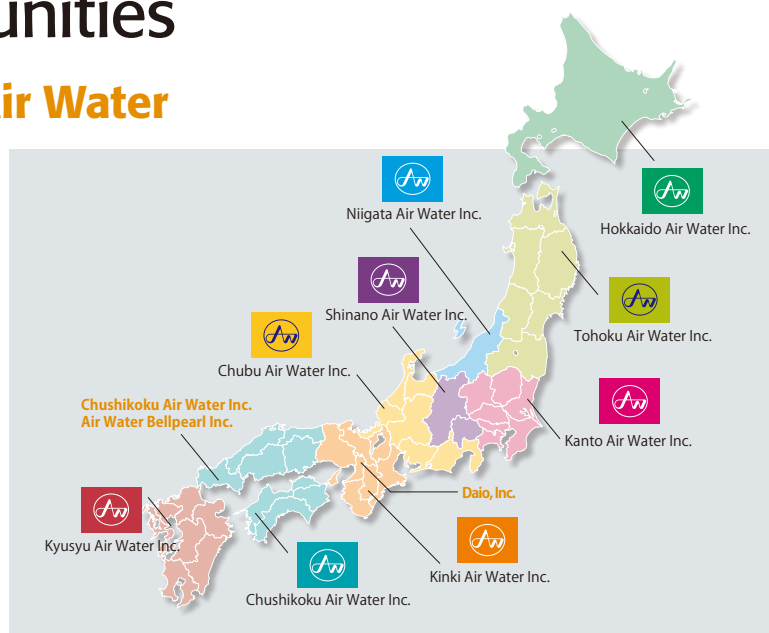 unities
ir Water
Niigata Air Water Inc.
Hokkaido Air Water Inc.
Shinano Air Water Inc.
Tohoku Air Water Inc.
Chubu Air Water Inc.
Chushikoku Air Water Inc.
Air Water Bellpearl Inc.
Kanto Air Water Inc.
Daio, Inc.
Kyusyu Air Water Inc.
Kinki Air Water Inc.
Chushikoku Air Water Inc.